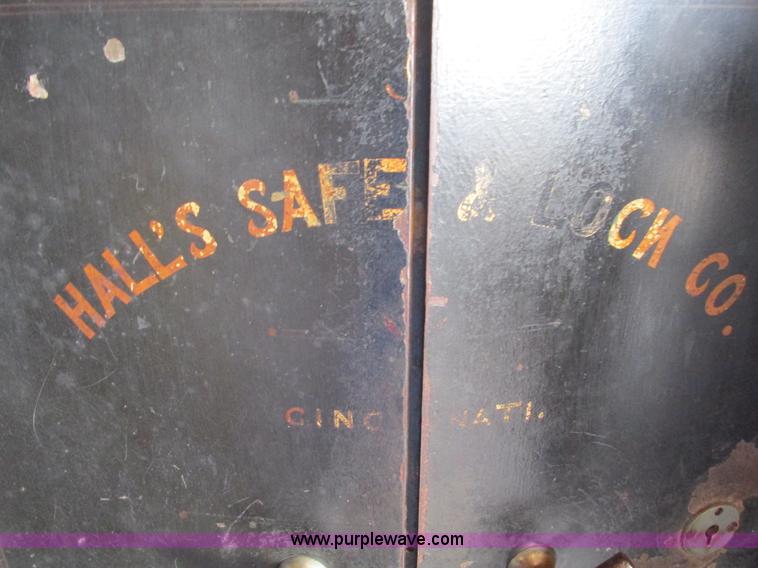 HALL'S SAFE & LOCK CO.
CINCINNATI.
www.purplewave.com